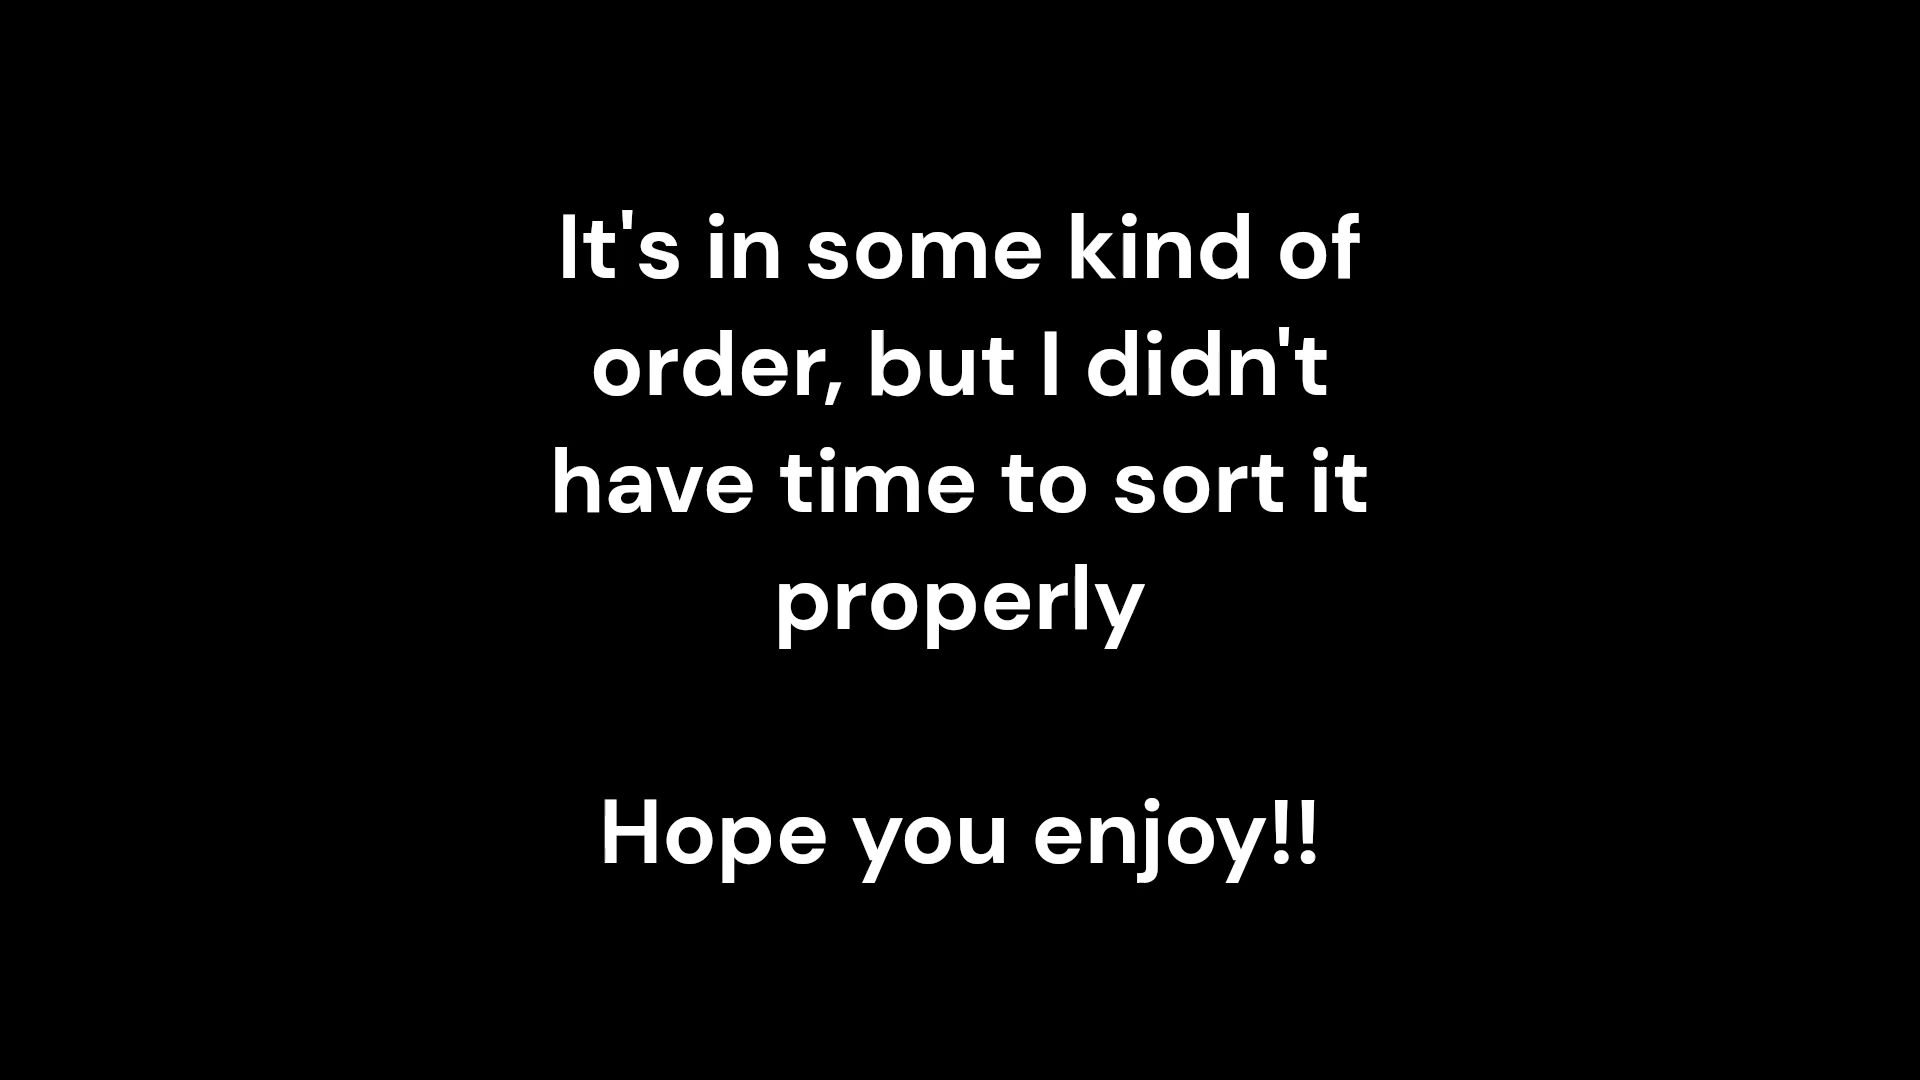 It's in some kind of
order, but I didn't
have time to sort it
properly
Hope you enjoy!!